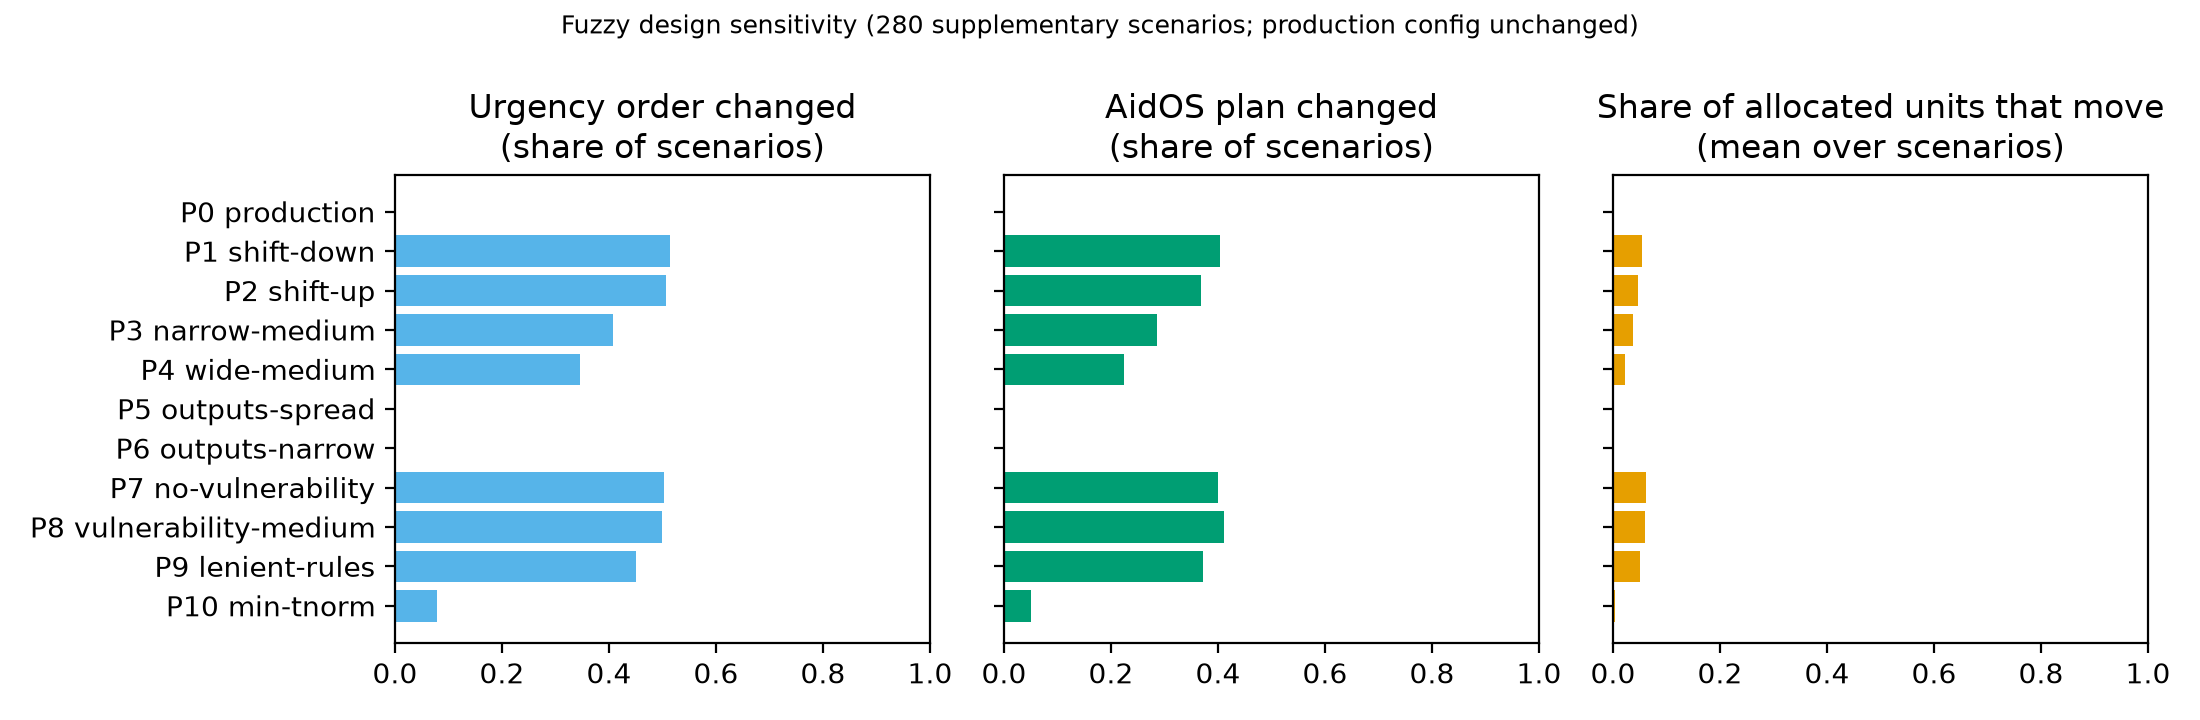 Fuzzy design sensitivity (280 supplementary scenarios; production config unchanged)
Urgency order changed
(share of scenarios)
AidOS plan changed
(share of scenarios)
Share of allocated units that move
(mean over scenarios)
P0 production
P1 shift-down
P2 shift-up
P3 narrow-medium
P4 wide-medium
P5 outputs-spread
P6 outputs-narrow
P7 no-vulnerability
P8 vulnerability-medium
P9 lenient-rules
P10 min-tnorm
0.0 0.2 0.4 0.6 0.8 1.0
0.0 0.2 0.4 0.6 0.8 1.0
0.0 0.2 0.4 0.6 0.8 1.0